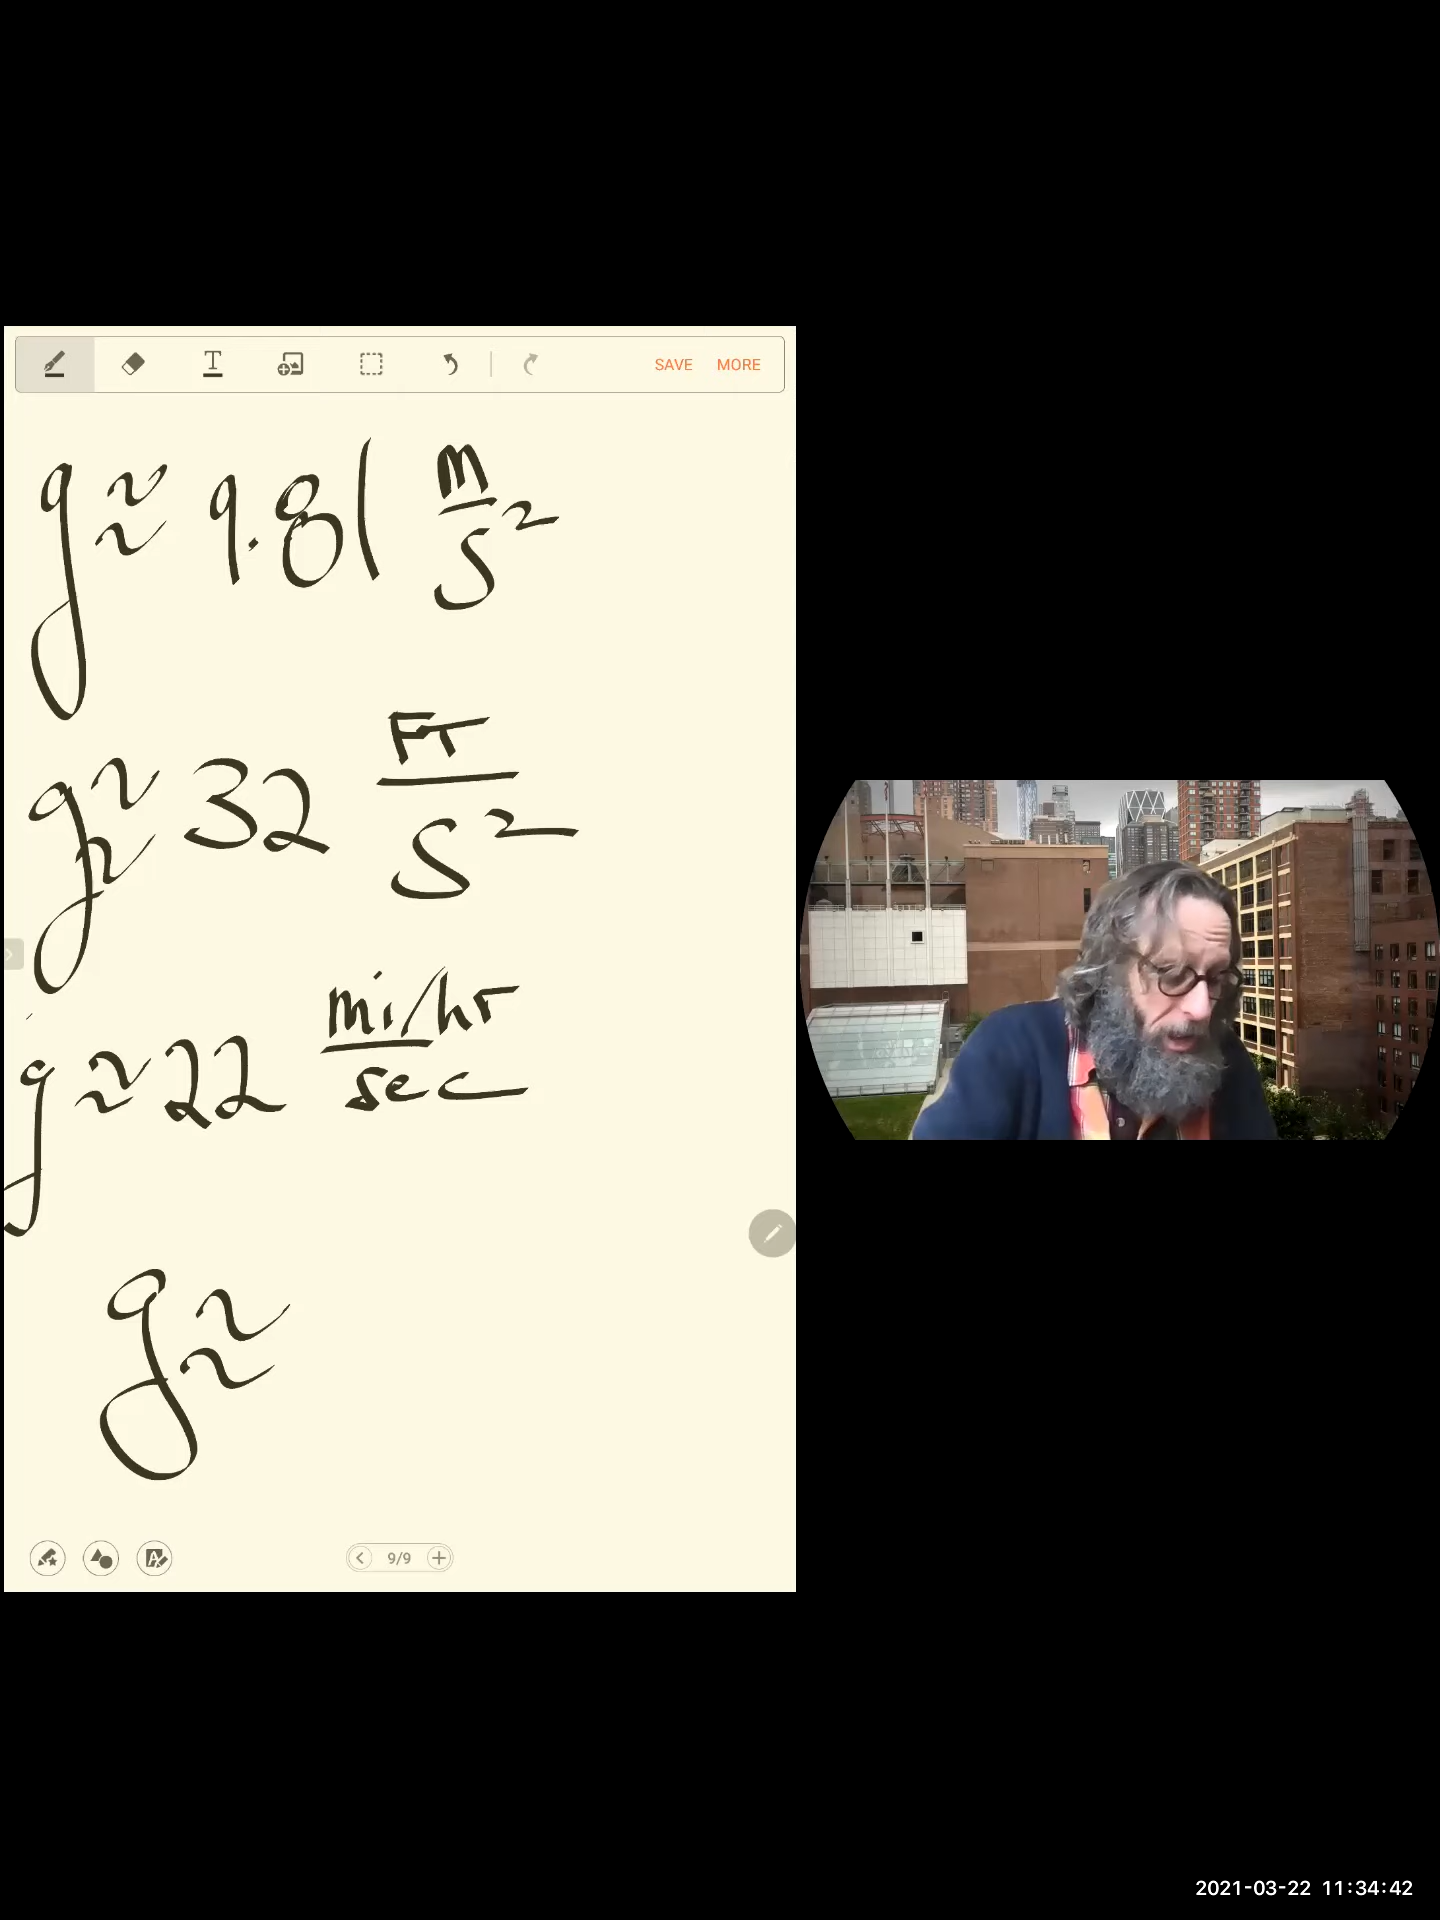 SAVE MORE
g ≈ 9.81 m/s²
g ≈ 32 FT/S²
g ≈ 22 mi/hr/sec
g ≈
9/9
2021-03-22 11:34:42